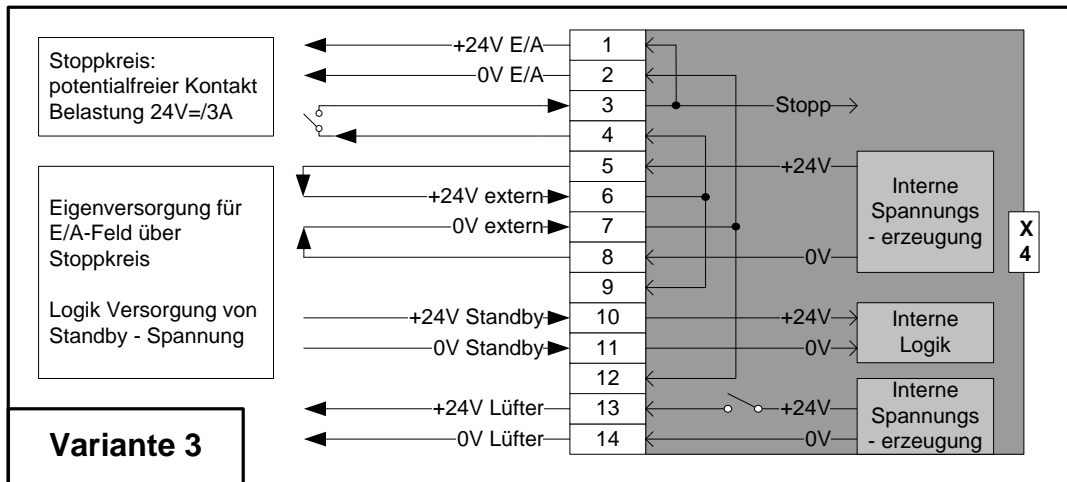 Stoppkreis:
potentialfreier Kontakt
Belastung 24V=/3A
Eigenversorgung für
E/A-Feld über
Stoppkreis
Logik Versorgung von
Standby - Spannung
Variante 3
+24V E/A
1
0V E/A
2
3
Stopp
4
5
+24V
+24V extern
6
0V extern
7
8
0V
9
+24V Standby
10
+24V
0V Standby
11
0V
12
+24V Lüfter
13
+24V
0V Lüfter
14
0V
Interne
Spannungs
- erzeugung
Interne
Logik
Interne
Spannungs
- erzeugung
X
4